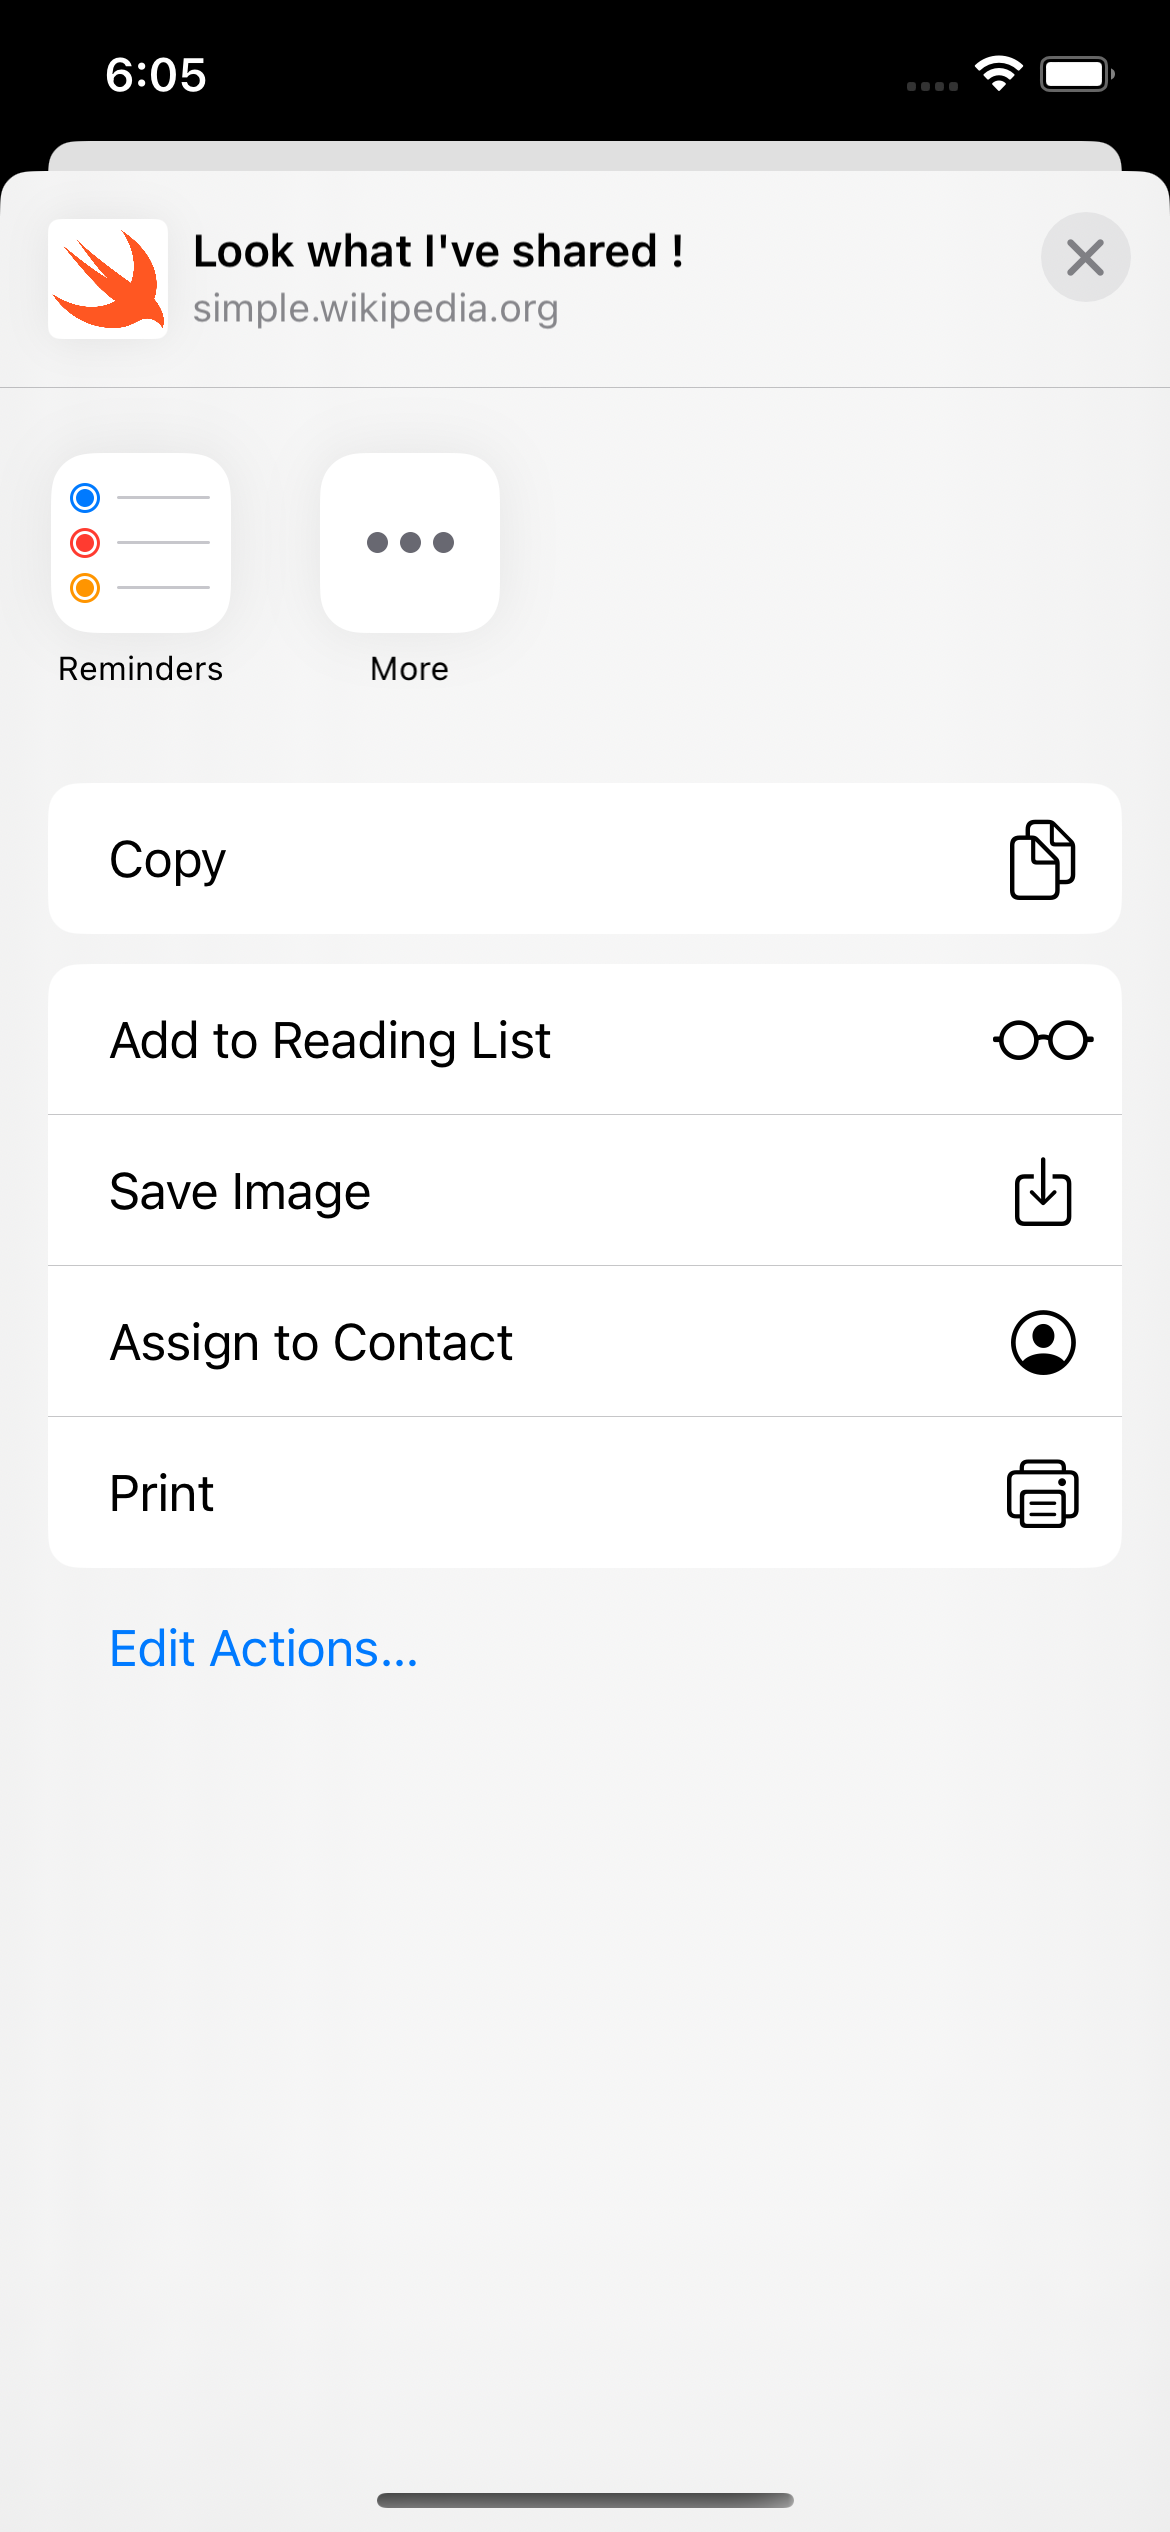 6:05
Look what I've shared !
simple.wikipedia.org
Reminders
More
Copy
Add to Reading List
Save Image
Assign to Contact
Print
Edit Actions...